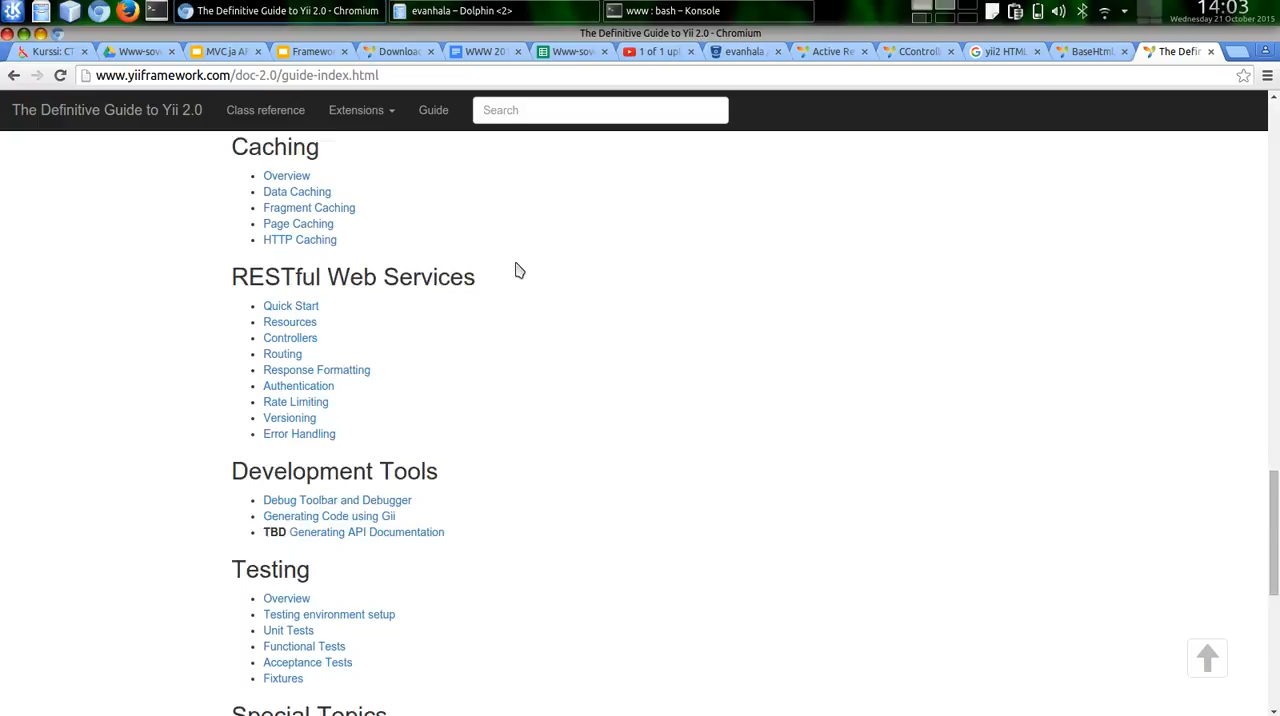 The Definitive Guide to Yii 2.0 - Chromium
evanhala – Dolphin <2>
www : bash – Konsole
14:03
Wednesday 21 October 2015
The Definitive Guide to Yii 2.0 - Chromium
Kurssi: CT
Www-sov
MVC ja AF
Framewor
Download
WWW 201
Www-sov
1 of 1 upl
evanhala
Active Re
CControll
yii2 HTML
BaseHtml
The Defin
www.yiiframework.com/doc-2.0/guide-index.html
The Definitive Guide to Yii 2.0
Class reference
Extensions
Guide
Search
Caching
Overview
Data Caching
Fragment Caching
Page Caching
HTTP Caching
RESTful Web Services
Quick Start
Resources
Controllers
Routing
Response Formatting
Authentication
Rate Limiting
Versioning
Error Handling
Development Tools
Debug Toolbar and Debugger
Generating Code using Gii
TBD Generating API Documentation
Testing
Overview
Testing environment setup
Unit Tests
Functional Tests
Acceptance Tests
Fixtures
Special Topics